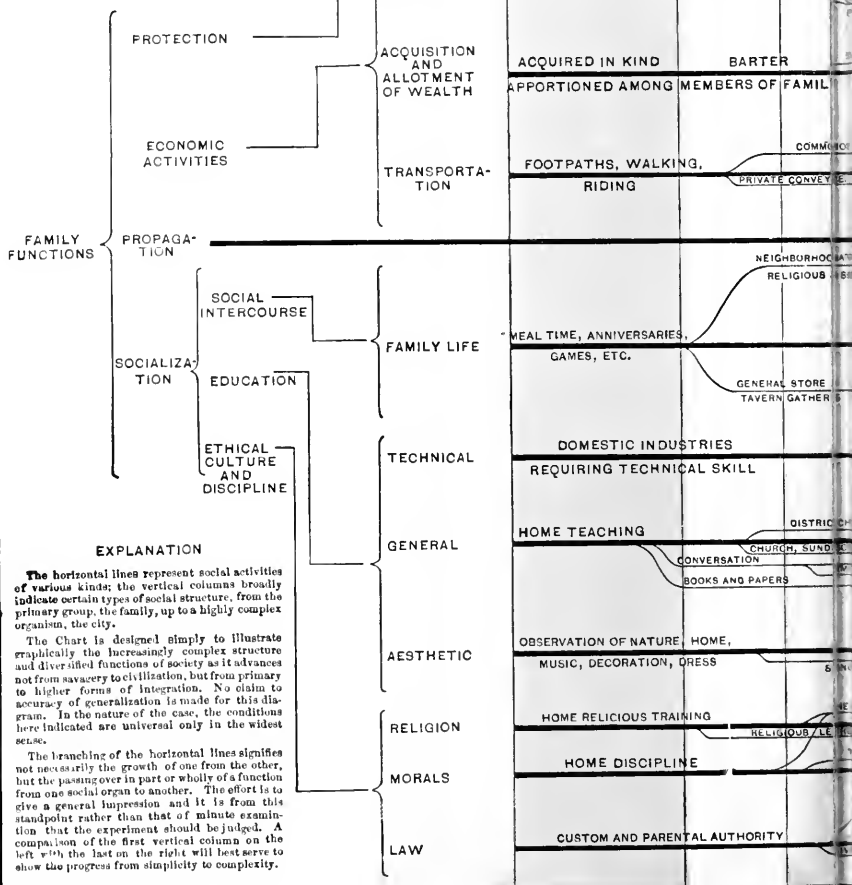 PROTECTION
ECONOMIC
ACTIVITIES
FAMILY
FUNCTIONS
PROPAGA-
TION
SOCIALIZA-
TION
SOCIAL
INTERCOURSE
EDUCATION
ETHICAL
CULTURE
AND
DISCIPLINE
ACQUISITION
AND
ALLOTMENT
OF WEALTH
ACQUIRED IN KIND BARTER
APPORTIONED AMONG MEMBERS OF FAMIL
TRANSPORTA-
TION
FOOTPATHS, WALKING,
RIDING
COMMO
PRIVATE CONVEY E.
FAMILY LIFE
MEAL TIME, ANNIVERSARIES,
GAMES, ETC.
NEIGHBORHOO
RELIGIOUS
GENERAL STORE
TAVERN GATHER S
TECHNICAL
DOMESTIC INDUSTRIES
REQUIRING TECHNICAL SKILL
GENERAL
HOME TEACHING
DISTRIC
CHURCH, SUND
CONVERSATION
BOOKS AND PAPERS
AESTHETIC
OBSERVATION OF NATURE, HOME,
MUSIC, DECORATION, DRESS
RELIGION
HOME RELICIOUS TRAINING
RELIGIOUS LE
MORALS
HOME DISCIPLINE
LAW
CUSTOM AND PARENTAL AUTHORITY
EXPLANATION
The horizontal lines represent social activities
of various kinds; the vertical columns broadly
indicate certain types of social structure, from the
primary group, the family, up to a highly complex
organism, the city.
The Chart is designed simply to illustrate
graphically the increasingly complex structure
and diversified functions of society as it advances
not from savagery to civilization, but from primary
to higher forms of integration. No claim to
accuracy of generalization is made for this dia-
gram. In the nature of the case, the conditions
here indicated are universal only in the widest
sense.
The branching of the horizontal lines signifies
not necessarily the growth of one from the other,
but the passing over in part or wholly of a function
from one social organ to another. The effort is to
give a general impression and it is from this
standpoint rather than that of minute examin-
tion that the experiment should be judged. A
comparison of the first vertical column on the
left with the last on the right will best serve to
show the progress from simplicity to complexity.